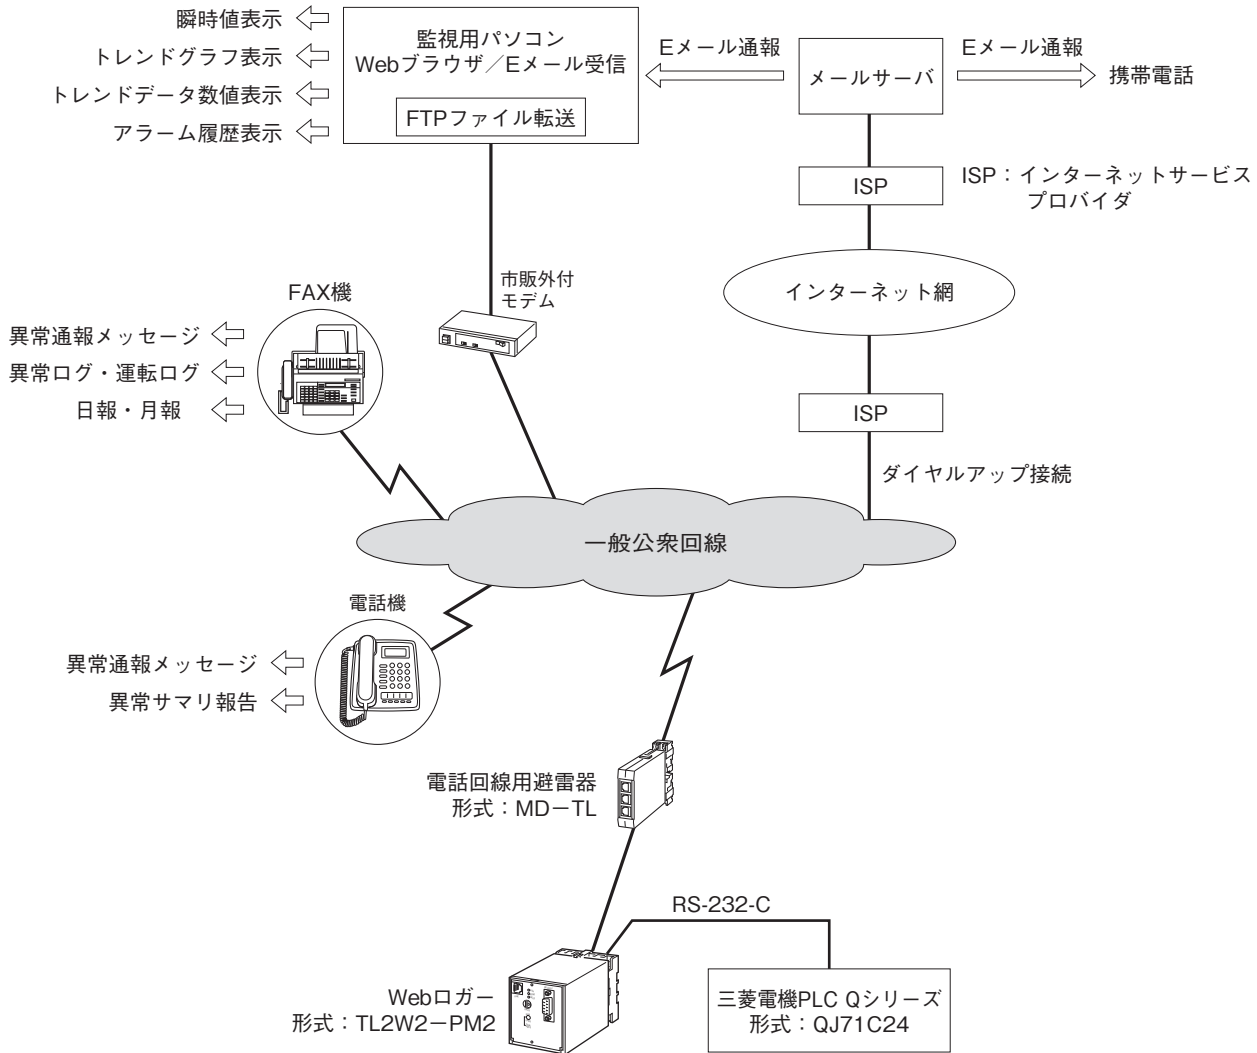 瞬時値表示
トレンドグラフ表示
トレンドデータ数値表示
アラーム履歴表示
監視用パソコン
Webブラウザ／Eメール受信
FTPファイル転送
Eメール通報
メールサーバ
Eメール通報
携帯電話
ISP
ISP：インターネットサービス
プロバイダ
インターネット網
ISP
ダイヤルアップ接続
市販外付
モデム
FAX機
異常通報メッセージ
異常ログ・運転ログ
日報・月報
一般公衆回線
電話機
異常通報メッセージ
異常サマリ報告
電話回線用避雷器
形式：MD－TL
RS-232-C
Webロガー
形式：TL2W2－PM2
三菱電機PLC Qシリーズ
形式：QJ71C24